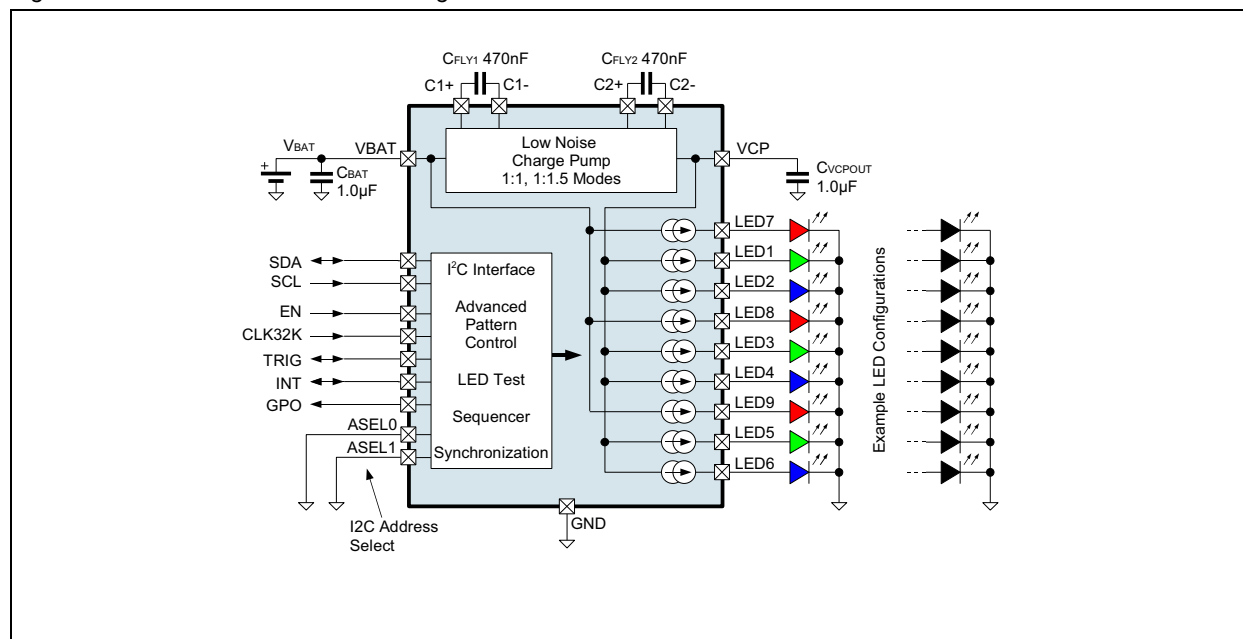 CFLY1 470nF
CFLY2 470nF
C1+
C1-
C2+
C2-
VBAT
VBAT
Low Noise
Charge Pump
1:1, 1:1.5 Modes
VCP
+
CBAT
1.0µF
CVCPOUT
1.0µF
LED7
LED1
LED2
LED8
LED3
LED4
LED9
LED5
LED6
SDA
SCL
EN
CLK32K
TRIG
INT
GPO
ASEL0
ASEL1
I²C Interface
Advanced
Pattern
Control
LED Test
Sequencer
Synchronization
Example LED Configurations
GND
I2C Address
Select